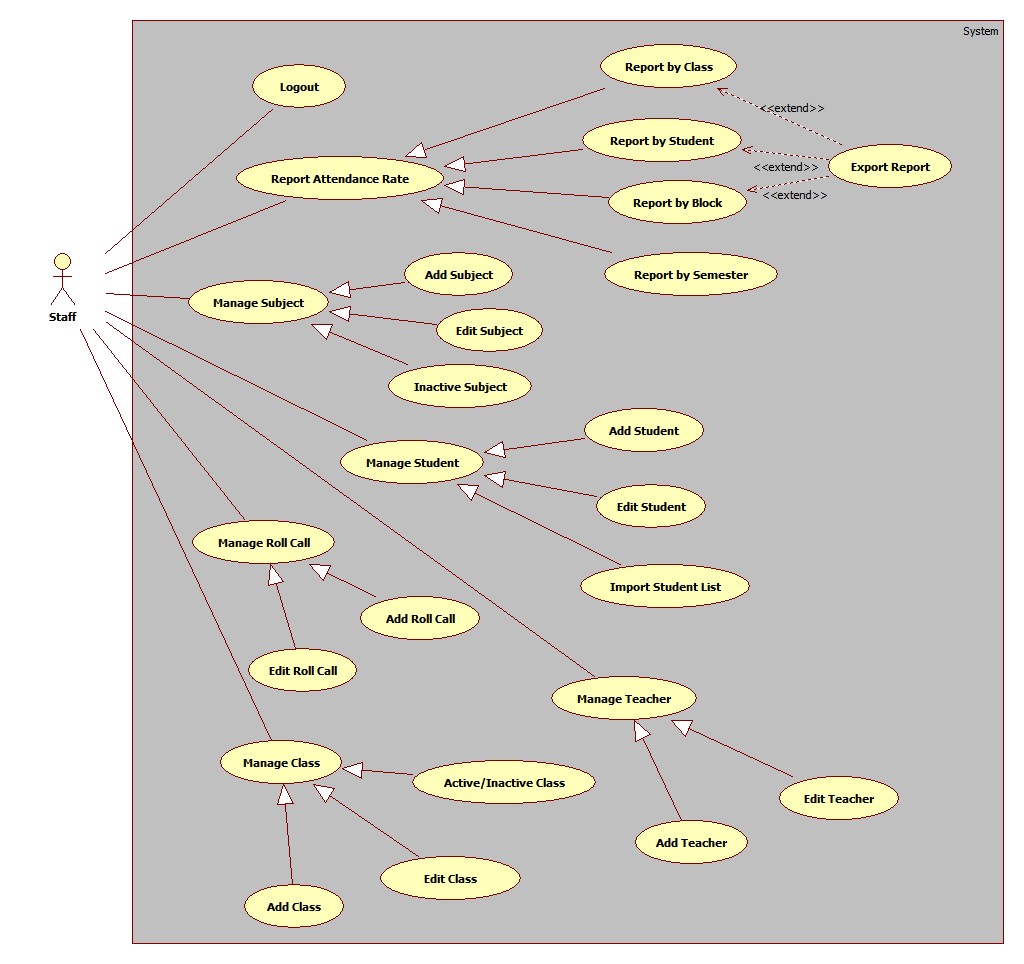 System
Report by Class
Logout
<<extend>>
Report by Student
<<extend>>
Export Report
Report Attendance Rate
<<extend>>
Report by Block
Add Subject
Report by Semester
Manage Subject
Staff
Edit Subject
Inactive Subject
Add Student
Manage Student
Edit Student
Manage Roll Call
Import Student List
Add Roll Call
Edit Roll Call
Manage Teacher
Manage Class
Active/Inactive Class
Edit Teacher
Add Teacher
Edit Class
Add Class